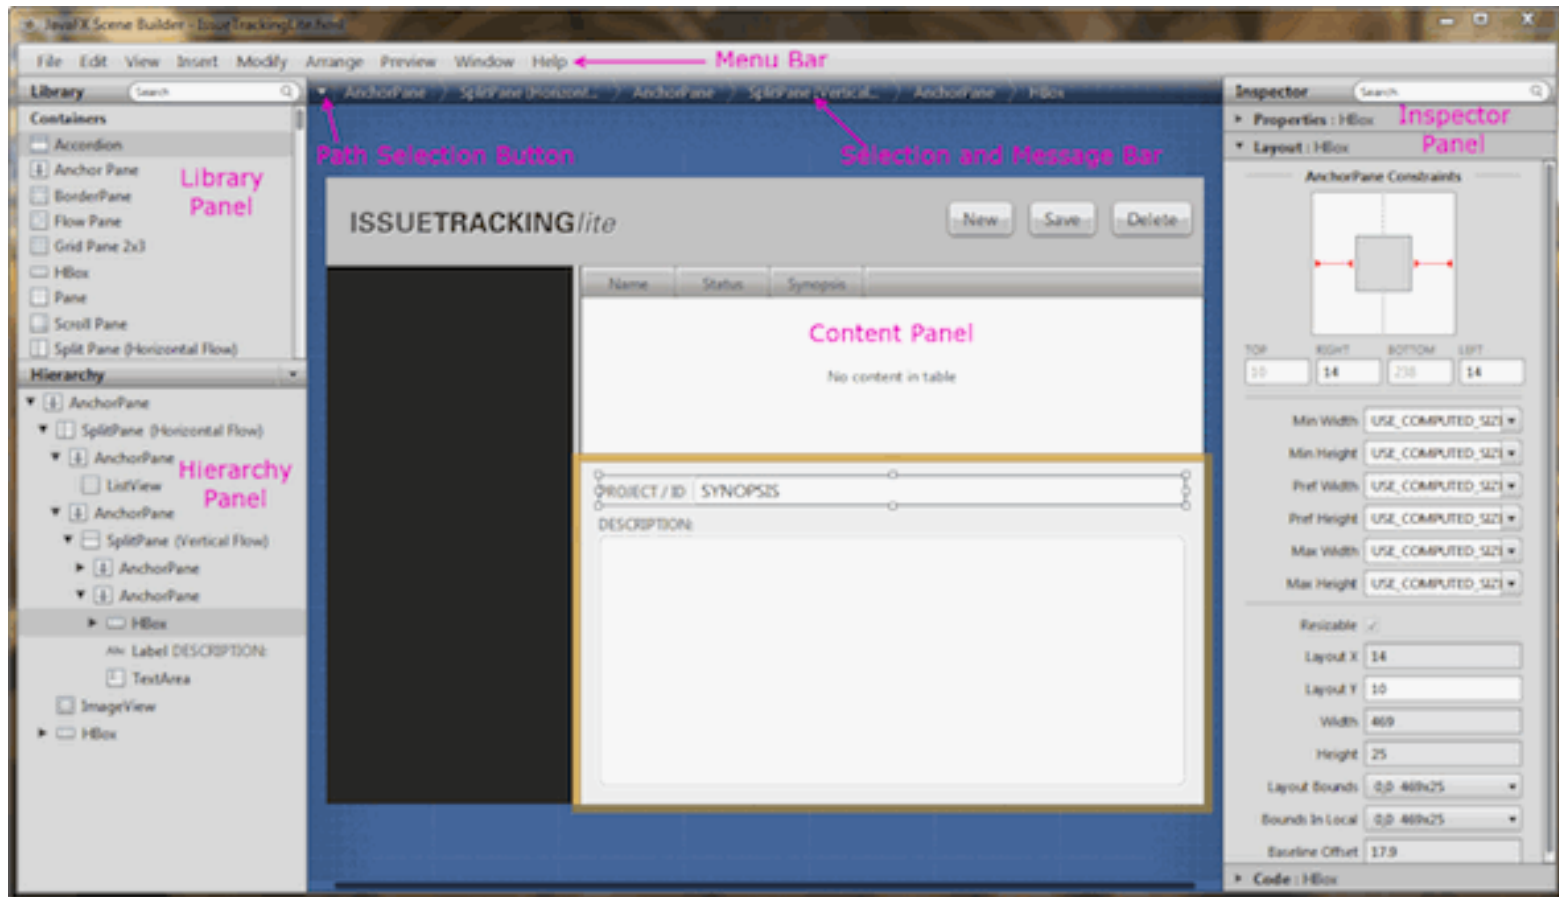 JavaFX Scene Builder - IssueTrackingLite.fxml
File Edit View Insert Modify Arrange Preview Window Help
Menu Bar
Library Search
Containers
Accordion
Anchor Pane
BorderPane
Flow Pane
Grid Pane 2x3
HBox
Pane
Scroll Pane
Split Pane (Horizontal Flow)
Library
Panel
Hierarchy
AnchorPane
SplitPane (Horizontal Flow)
AnchorPane
ListView
AnchorPane
SplitPane (Vertical Flow)
AnchorPane
AnchorPane
HBox
Abc Label DESCRIPTION:
TextArea
ImageView
HBox
Hierarchy
Panel
AnchorPane SplitPane (Horizont... AnchorPane SplitPane (Vertical... AnchorPane HBox
Path Selection Button
Selection and Message Bar
ISSUETRACKINGlite
New Save Delete
Name Status Synopsis
Content Panel
No content in table
PROJECT / ID SYNOPSIS
DESCRIPTION:
Inspector Search
Properties : HBox
Inspector
Panel
Layout : HBox
AnchorPane Constraints
TOP RIGHT BOTTOM LEFT
10 14 238 14
Min Width USE_COMPUTED_SIZE
Min Height USE_COMPUTED_SIZE
Pref Width USE_COMPUTED_SIZE
Pref Height USE_COMPUTED_SIZE
Max Width USE_COMPUTED_SIZE
Max Height USE_COMPUTED_SIZE
Resizable
Layout X 14
Layout Y 10
Width 469
Height 25
Layout Bounds 0,0 469x25
Bounds In Local 0,0 469x25
Baseline Offset 17.9
Code : HBox